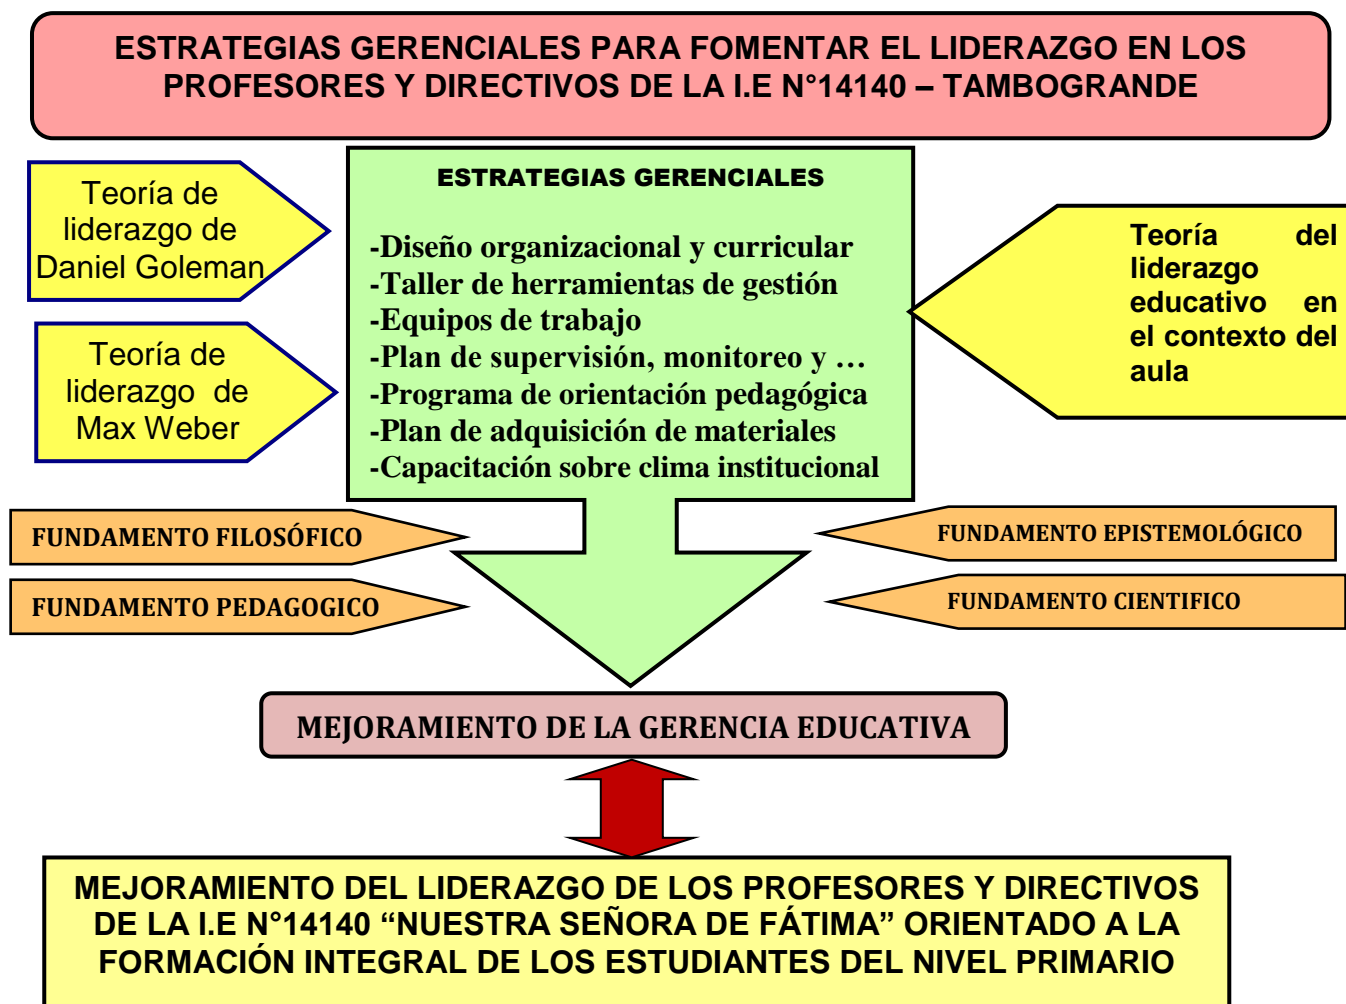 ESTRATEGIAS GERENCIALES PARA FOMENTAR EL LIDERAZGO EN LOS
PROFESORES Y DIRECTIVOS DE LA I.E N°14140 – TAMBOGRANDE
Teoría de
liderazgo de
Daniel Goleman
Teoría de
liderazgo de
Max Weber
ESTRATEGIAS GERENCIALES
-Diseño organizacional y curricular
-Taller de herramientas de gestión
-Equipos de trabajo
-Plan de supervisión, monitoreo y …
-Programa de orientación pedagógica
-Plan de adquisición de materiales
-Capacitación sobre clima institucional
Teoría del
liderazgo
educativo en
el contexto del
aula
FUNDAMENTO FILOSÓFICO
FUNDAMENTO PEDAGOGICO
FUNDAMENTO EPISTEMOLÓGICO
FUNDAMENTO CIENTIFICO
MEJORAMIENTO DE LA GERENCIA EDUCATIVA
MEJORAMIENTO DEL LIDERAZGO DE LOS PROFESORES Y DIRECTIVOS
DE LA I.E N°14140 “NUESTRA SEÑORA DE FÁTIMA” ORIENTADO A LA
FORMACIÓN INTEGRAL DE LOS ESTUDIANTES DEL NIVEL PRIMARIO